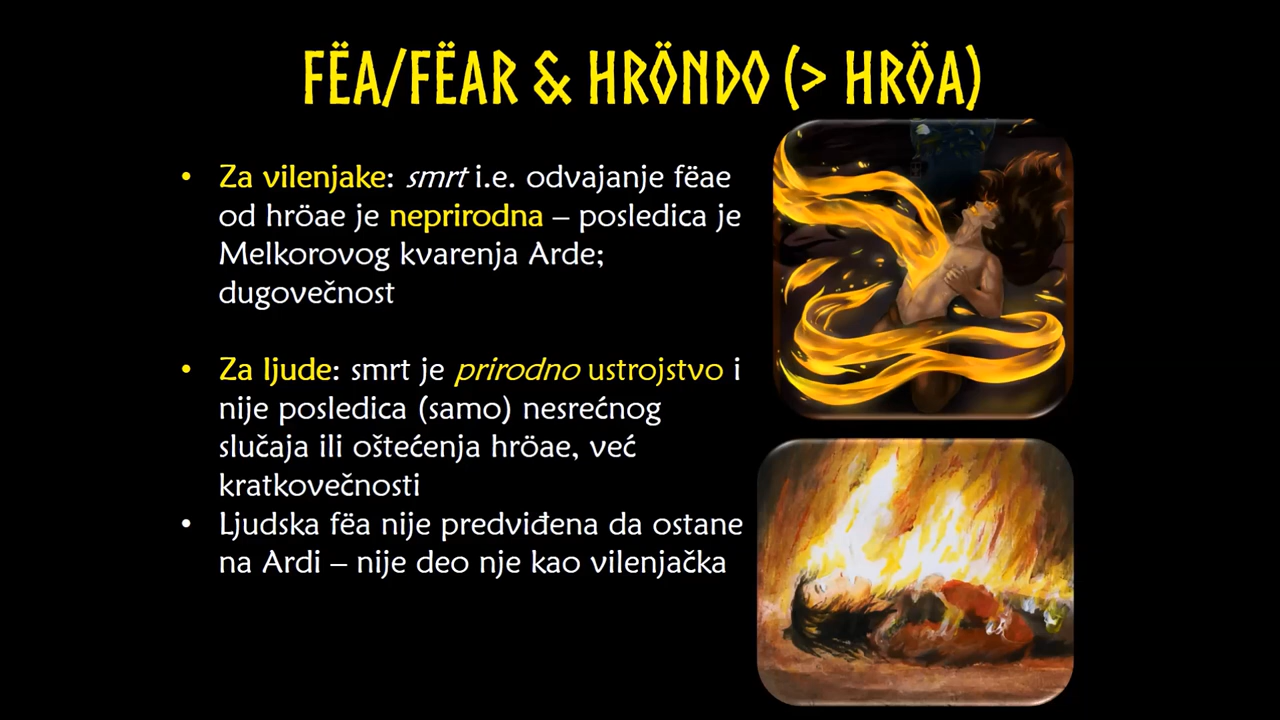 FËA/FËAR & HRÖNDO (> HRÖA)
• Za vilenjake: smrt i.e. odvajanje fëae
od hröae je neprirodna – posledica je
Melkorovog kvarenja Arde;
dugovečnost
• Za ljude: smrt je prirodno ustrojstvo i
nije posledica (samo) nesrećnog
slučaja ili oštećenja hröae, već
kratkovečnosti
• Ljudska fëa nije predviđena da ostane
na Ardi – nije deo nje kao vilenjačka